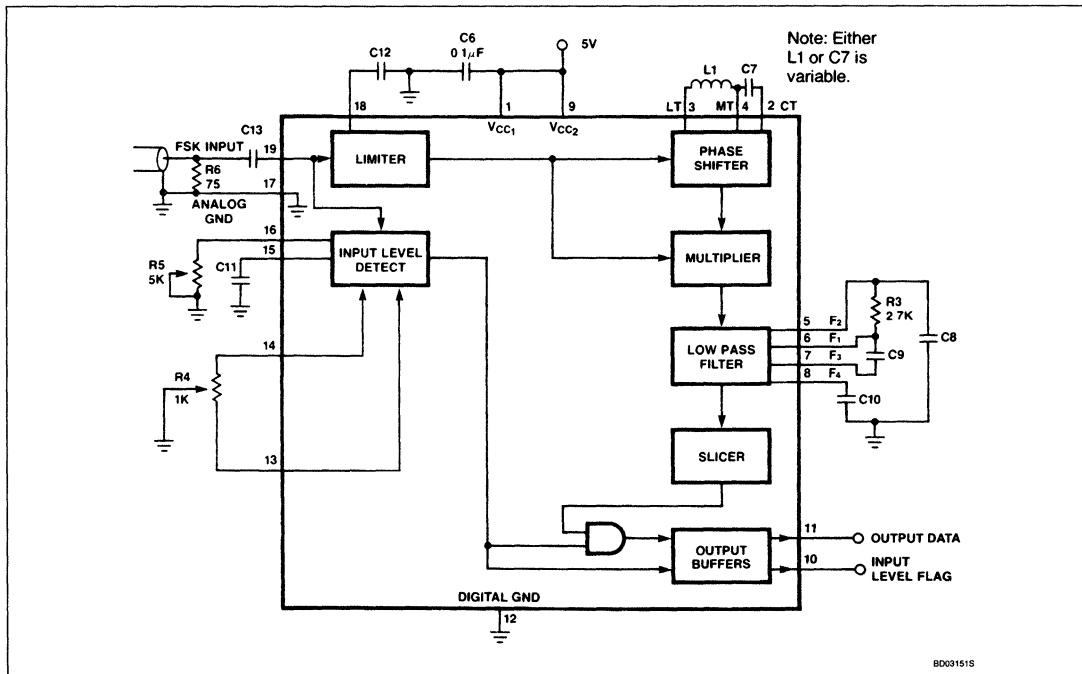 C12
C6
0 1μF
5V
Note: Either
L1 or C7 is
variable.
L1
C7
18
1
9
LT 3
MT 4
2 CT
VCC1
VCC2
C13
FSK INPUT
19
LIMITER
PHASE
SHIFTER
R6
75
17
ANALOG
GND
16
15
INPUT LEVEL
DETECT
MULTIPLIER
R5
5K
C11
R3
2 7K
5 F2
6 F1
7 F3
8 F4
C9
C8
LOW PASS
FILTER
14
R4
1K
C10
13
SLICER
OUTPUT
BUFFERS
11
OUTPUT DATA
10
INPUT
LEVEL FLAG
DIGITAL GND
12
BD03151S